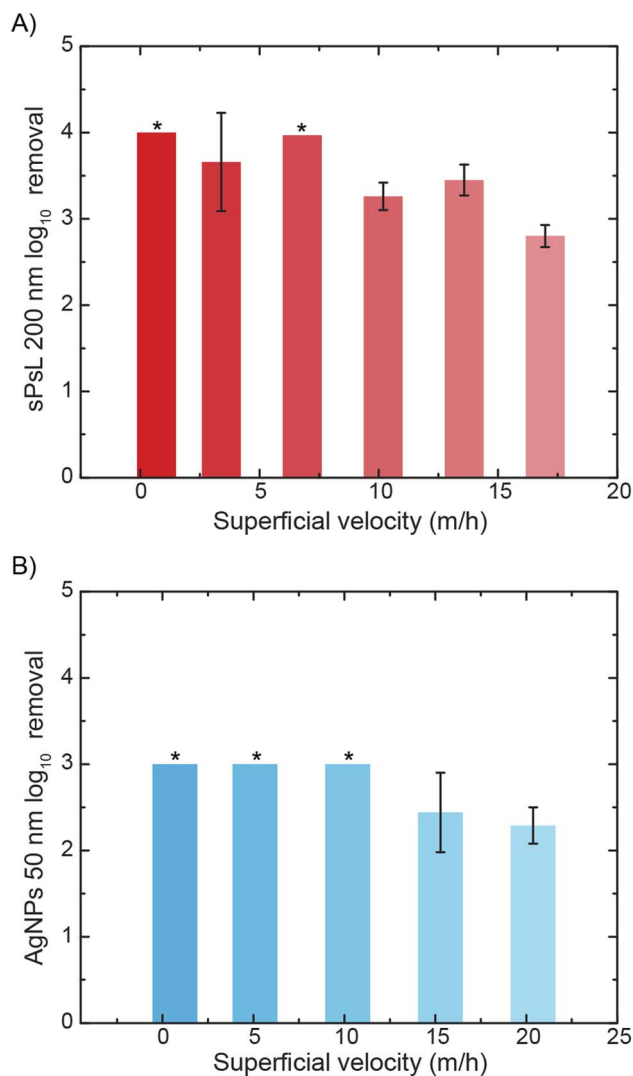 A)
5
4
3
2
1
0
* *
sPsL 200 nm log₁₀ removal
0 5 10 15 20
Superficial velocity (m/h)
B)
5
4
3
2
1
0
* * *
AgNPs 50 nm log₁₀ removal
0 5 10 15 20 25
Superficial velocity (m/h)